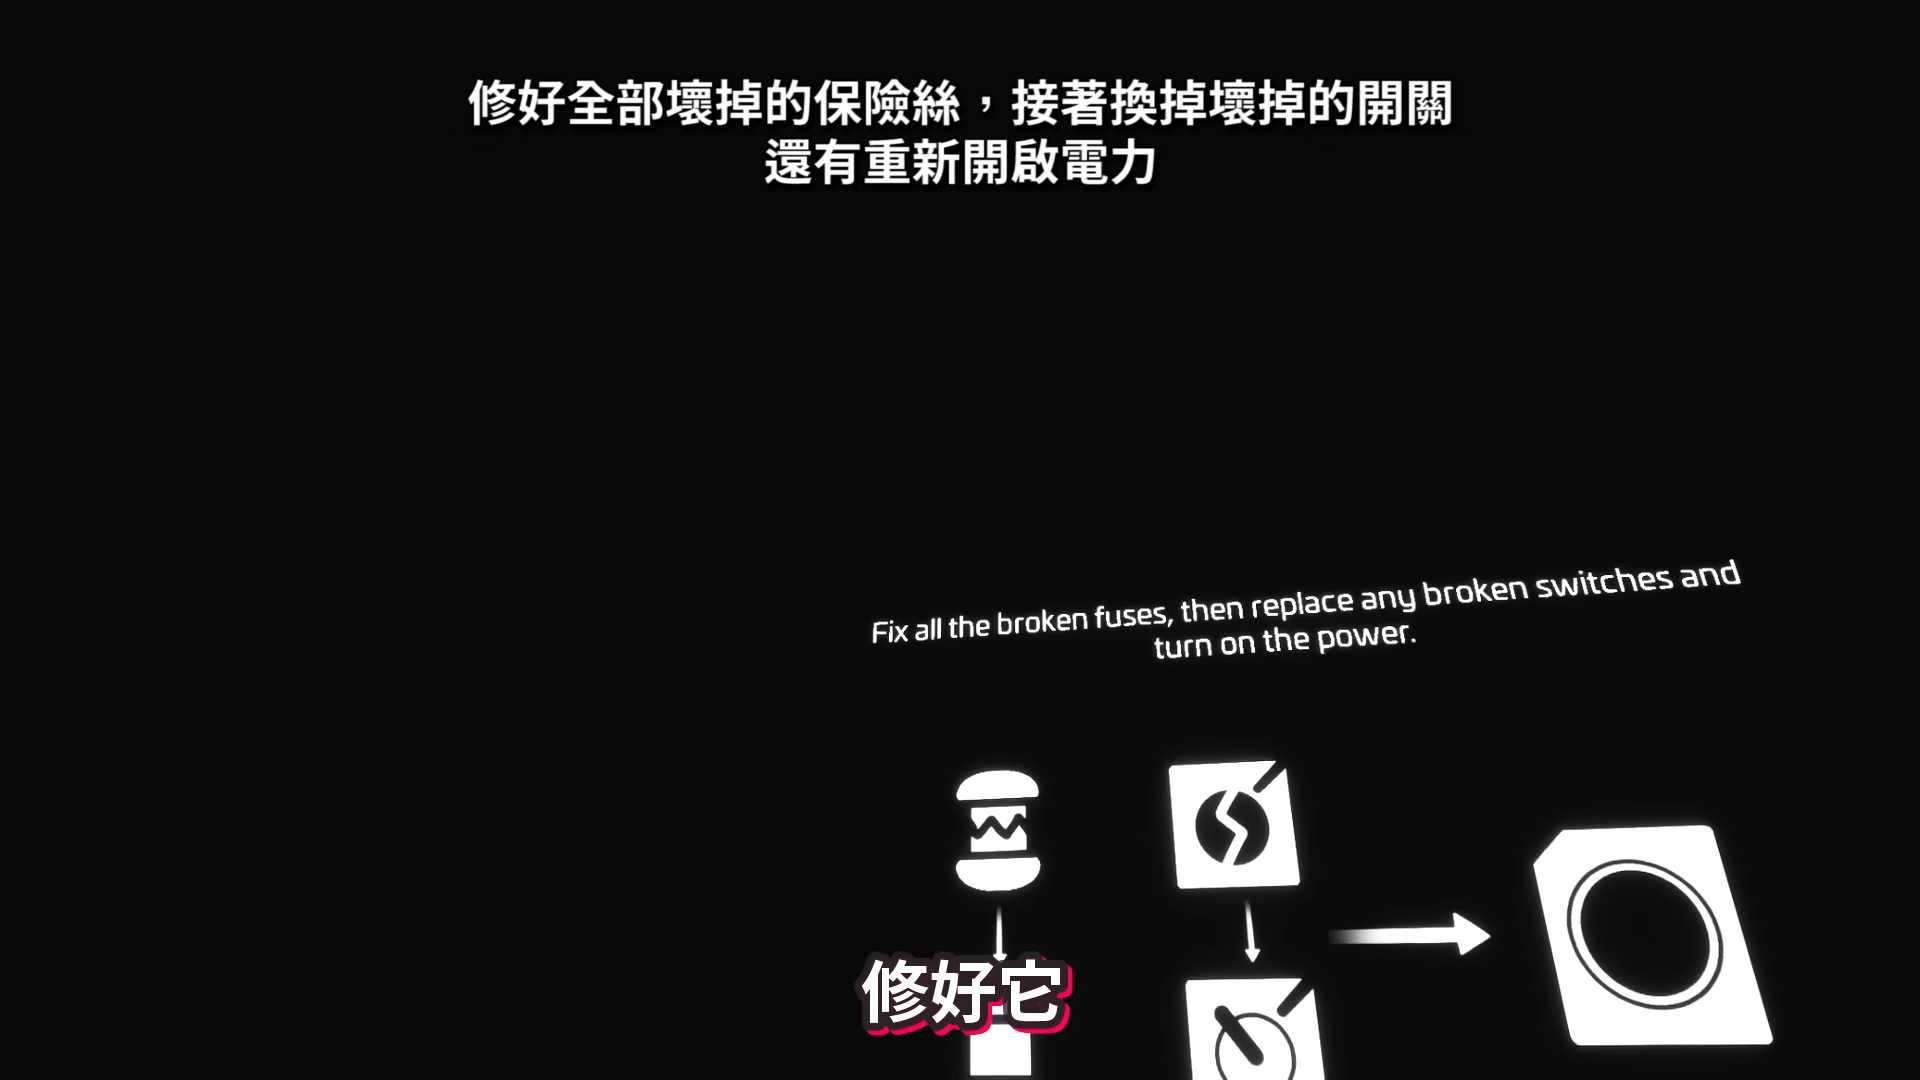 修好全部壞掉的保險絲，接著換掉壞掉的開關
還有重新開啟電力
Fix all the broken fuses, then replace any broken switches and
turn on the power.
修好它